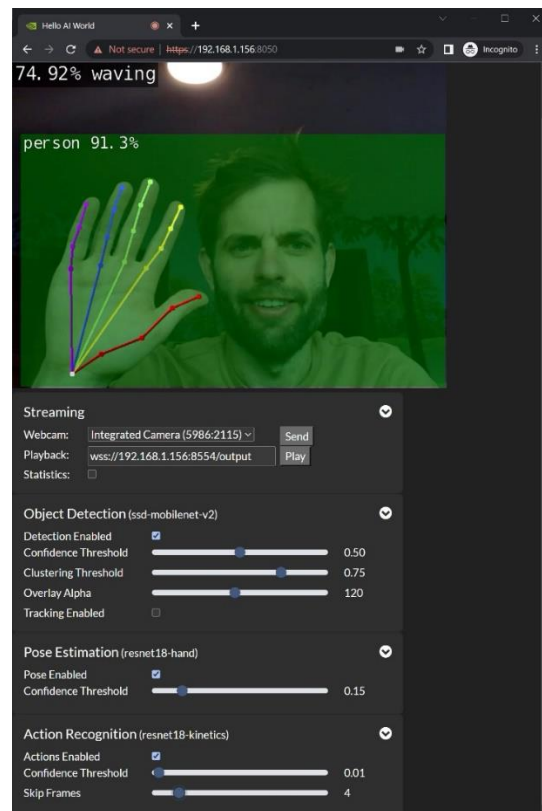 Hello AI World
Not secure | https://192.168.1.156:8050
Incognito
74.92% waving
person 91.3%
Streaming
Webcam: Integrated Camera (5986:2115) Send
Playback: wss://192.168.1.156:8554/output Play
Statistics:
Object Detection (ssd-mobilenet-v2)
Detection Enabled
Confidence Threshold 0.50
Clustering Threshold 0.75
Overlay Alpha 120
Tracking Enabled
Pose Estimation (resnet18-hand)
Pose Enabled
Confidence Threshold 0.15
Action Recognition (resnet18-kinetics)
Actions Enabled
Confidence Threshold 0.01
Skip Frames 4